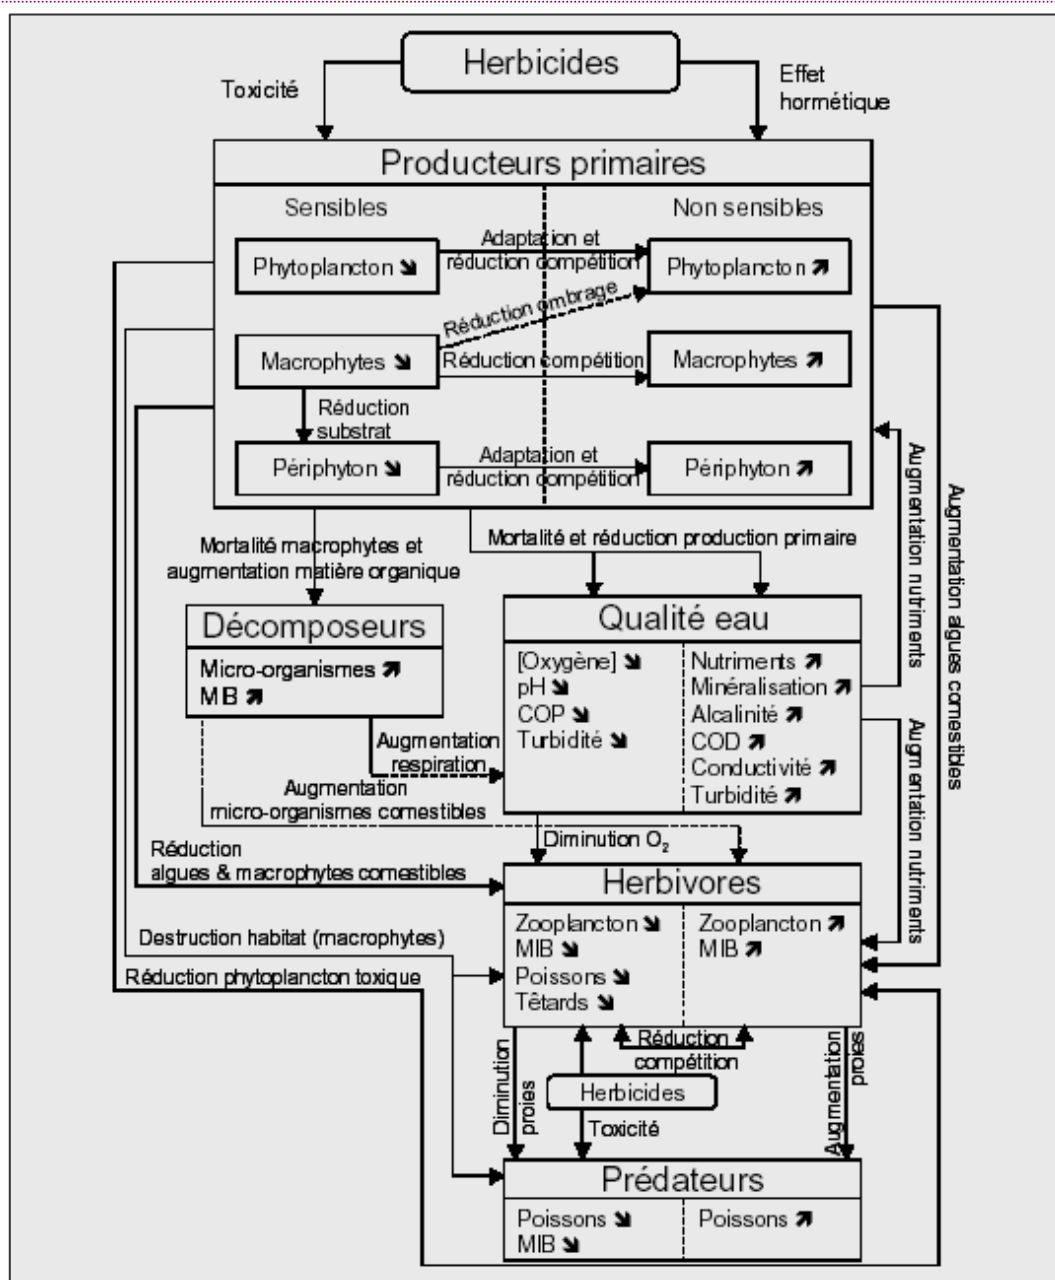 Herbicides
Toxicité
Effet
hormétique
Producteurs primaires
Sensibles
Non sensibles
Phytoplancton ↘
Adaptation et
réduction compétition
Phytoplancton ↗
Réduction ombrage
Macrophytes ↘
Réduction compétition
Macrophytes ↗
Réduction
substrat
Périphyton ↘
Adaptation et
réduction compétition
Périphyton ↗
Augmentation nutriments
Augmentation algues comestibles
Mortalité macrophytes et
augmentation matière organique
Mortalité et réduction production primaire
Décomposeurs
Micro-organismes ↗
MIB ↗
Qualité eau
[Oxygène] ↘
pH ↘
COP ↘
Turbidité ↘
Nutriments ↗
Minéralisation ↗
Alcalinité ↗
COD ↗
Conductivité ↗
Turbidité ↗
Augmentation nutriments
Augmentation
respiration
Augmentation
micro-organismes comestibles
Diminution O₂
Réduction
algues & macrophytes comestibles
Herbivores
Zooplancton ↘
MIB ↘
Poissons ↘
Têtards ↘
Zooplancton ↗
MIB ↗
Destruction habitat (macrophytes)
Réduction phytoplancton toxique
Diminution
proies
Réduction
compétition
Herbicides
Toxicité
Augmentation
proies
Prédateurs
Poissons ↘
MIB ↘
Poissons ↗